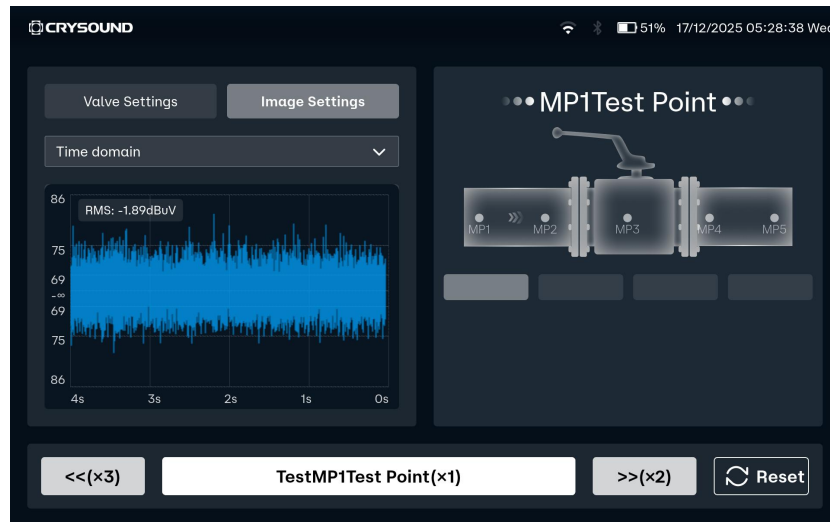 CRYSOUND
51% 17/12/2025 05:28:38 Wed
Valve Settings
Image Settings
Time domain
86
RMS: -1.89dBuV
75
69
-∞
69
75
86
4s 3s 2s 1s 0s
MP1Test Point
MP1 MP2 MP3 MP4 MP5
<<(×3)
TestMP1Test Point(×1)
>>(×2)
Reset